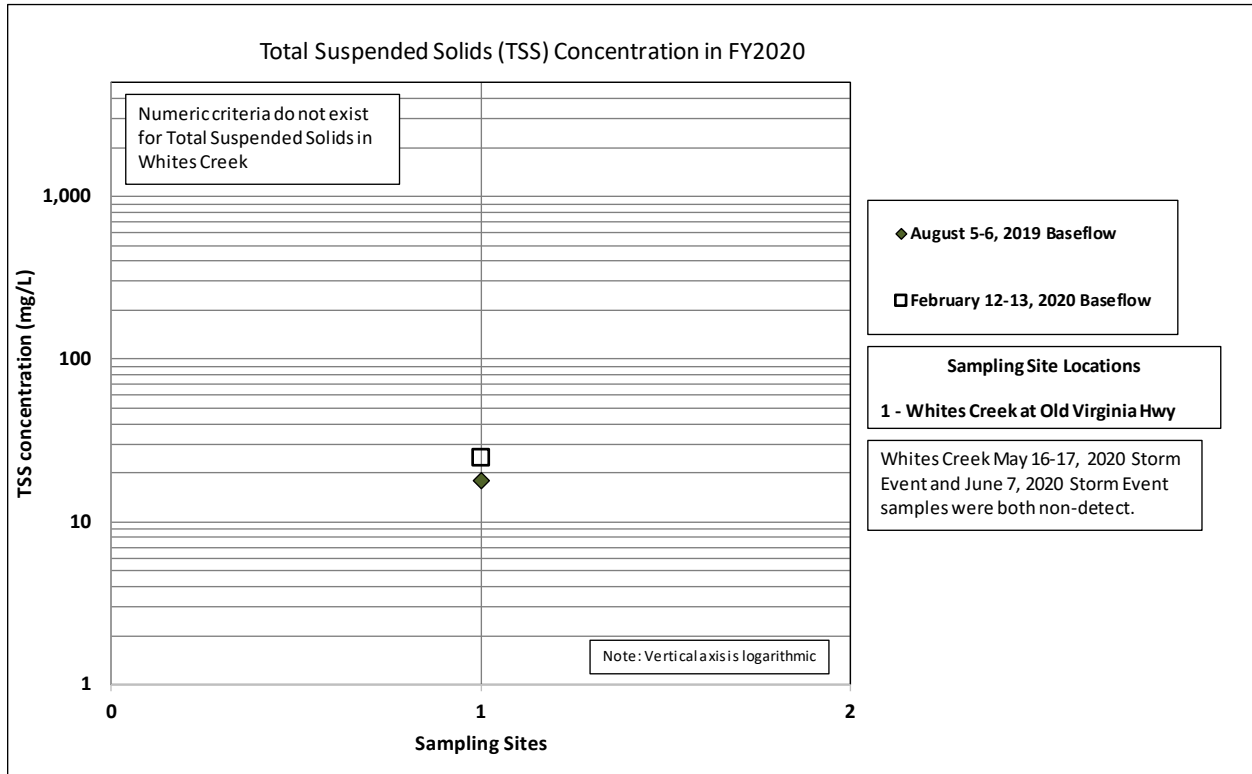 Total Suspended Solids (TSS) Concentration in FY2020
Numeric criteria do not exist
for Total Suspended Solids in
Whites Creek
1,000
100
10
1
TSS concentration (mg/L)
0
1
2
Sampling Sites
Note: Vertical axis is logarithmic
August 5-6, 2019 Baseflow
February 12-13, 2020 Baseflow
Sampling Site Locations
1 - Whites Creek at Old Virginia Hwy
Whites Creek May 16-17, 2020 Storm
Event and June 7, 2020 Storm Event
samples were both non-detect.